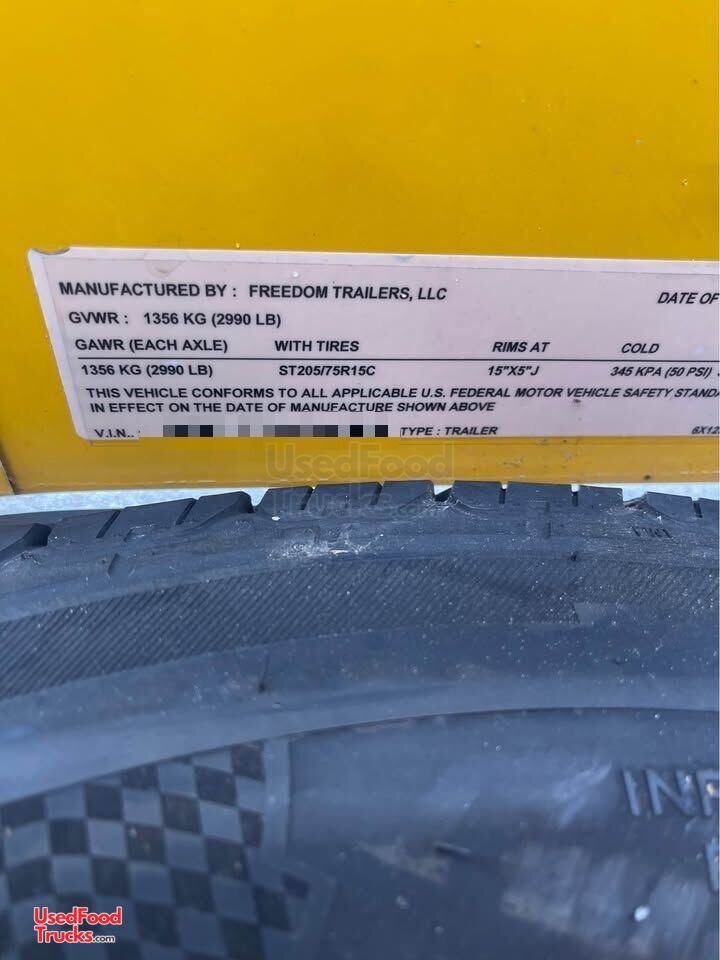 MANUFACTURED BY : FREEDOM TRAILERS, LLC DATE OF
GVWR : 1356 KG (2990 LB)
GAWR (EACH AXLE) WITH TIRES RIMS AT COLD
1356 KG (2990 LB) ST205/75R15C 15"X5"J 345 KPA (50 PSI)
THIS VEHICLE CONFORMS TO ALL APPLICABLE U.S. FEDERAL MOTOR VEHICLE SAFETY STANDA
IN EFFECT ON THE DATE OF MANUFACTURE SHOWN ABOVE
V.I.N.. : TYPE : TRAILER 6X12
UsedFood
Trucks.com
UsedFood
Trucks.com